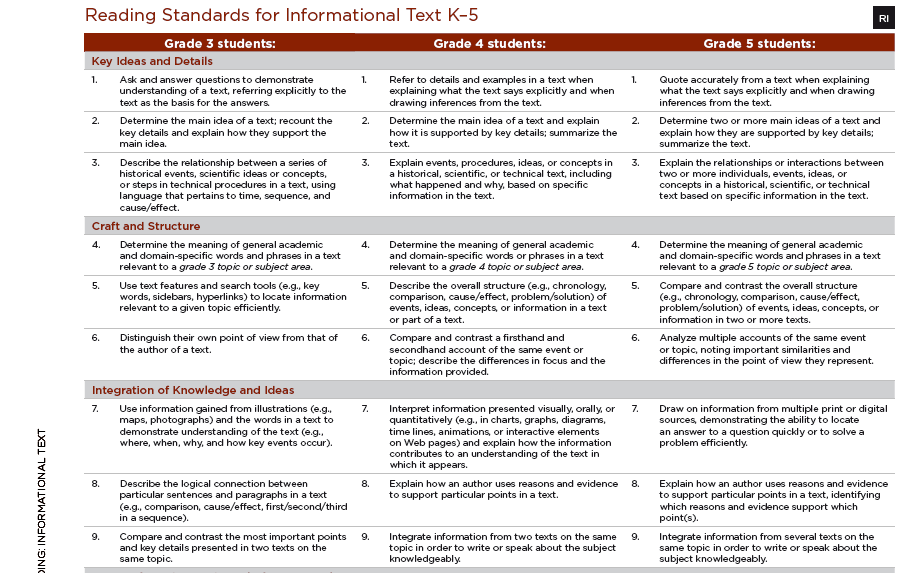 Reading Standards for Informational Text K–5
RI
Grade 3 students:
Grade 4 students:
Grade 5 students:
Key Ideas and Details
1. Ask and answer questions to demonstrate
understanding of a text, referring explicitly to the
text as the basis for the answers.
1. Refer to details and examples in a text when
explaining what the text says explicitly and when
drawing inferences from the text.
1. Quote accurately from a text when explaining
what the text says explicitly and when drawing
inferences from the text.
2. Determine the main idea of a text; recount the
key details and explain how they support the
main idea.
2. Determine the main idea of a text and explain
how it is supported by key details; summarize the
text.
2. Determine two or more main ideas of a text and
explain how they are supported by key details;
summarize the text.
3. Describe the relationship between a series of
historical events, scientific ideas or concepts,
or steps in technical procedures in a text, using
language that pertains to time, sequence, and
cause/effect.
3. Explain events, procedures, ideas, or concepts in
a historical, scientific, or technical text, including
what happened and why, based on specific
information in the text.
3. Explain the relationships or interactions between
two or more individuals, events, ideas, or
concepts in a historical, scientific, or technical
text based on specific information in the text.
Craft and Structure
4. Determine the meaning of general academic
and domain-specific words and phrases in a text
relevant to a grade 3 topic or subject area.
4. Determine the meaning of general academic
and domain-specific words or phrases in a text
relevant to a grade 4 topic or subject area.
4. Determine the meaning of general academic
and domain-specific words and phrases in a text
relevant to a grade 5 topic or subject area.
5. Use text features and search tools (e.g., key
words, sidebars, hyperlinks) to locate information
relevant to a given topic efficiently.
5. Describe the overall structure (e.g., chronology,
comparison, cause/effect, problem/solution) of
events, ideas, concepts, or information in a text
or part of a text.
5. Compare and contrast the overall structure
(e.g., chronology, comparison, cause/effect,
problem/solution) of events, ideas, concepts, or
information in two or more texts.
6. Distinguish their own point of view from that of
the author of a text.
6. Compare and contrast a firsthand and
secondhand account of the same event or
topic; describe the differences in focus and the
information provided.
6. Analyze multiple accounts of the same event
or topic, noting important similarities and
differences in the point of view they represent.
Integration of Knowledge and Ideas
7. Use information gained from illustrations (e.g.,
maps, photographs) and the words in a text to
demonstrate understanding of the text (e.g.,
where, when, why, and how key events occur).
7. Interpret information presented visually, orally, or
quantitatively (e.g., in charts, graphs, diagrams,
time lines, animations, or interactive elements
on Web pages) and explain how the information
contributes to an understanding of the text in
which it appears.
7. Draw on information from multiple print or digital
sources, demonstrating the ability to locate
an answer to a question quickly or to solve a
problem efficiently.
8. Describe the logical connection between
particular sentences and paragraphs in a text
(e.g., comparison, cause/effect, first/second/third
in a sequence).
8. Explain how an author uses reasons and evidence
to support particular points in a text.
8. Explain how an author uses reasons and evidence
to support particular points in a text, identifying
which reasons and evidence support which
point(s).
9. Compare and contrast the most important points
and key details presented in two texts on the
same topic.
9. Integrate information from two texts on the same
topic in order to write or speak about the subject
knowledgeably.
9. Integrate information from several texts on the
same topic in order to write or speak about the
subject knowledgeably.
DING: INFORMATIONAL TEXT